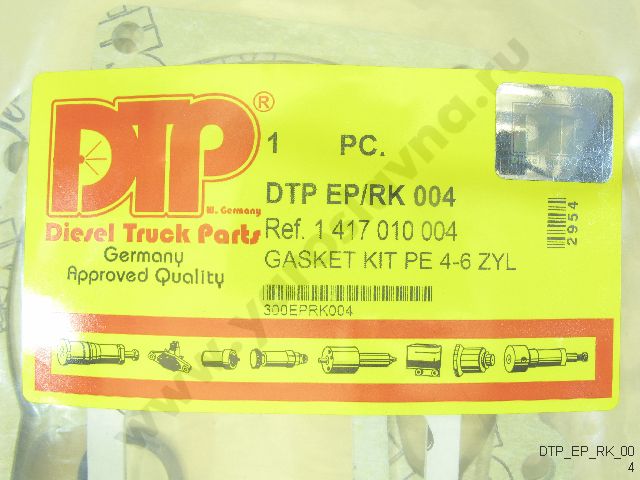 DTP®
W. Germany
Diesel Truck Parts
Germany
Approved Quality
1 PC.
DTP EP/RK 004
Ref. 1 417 010 004
GASKET KIT PE 4-6 ZYL
300EPRK004
2954
DTP_EP_RK_00
4